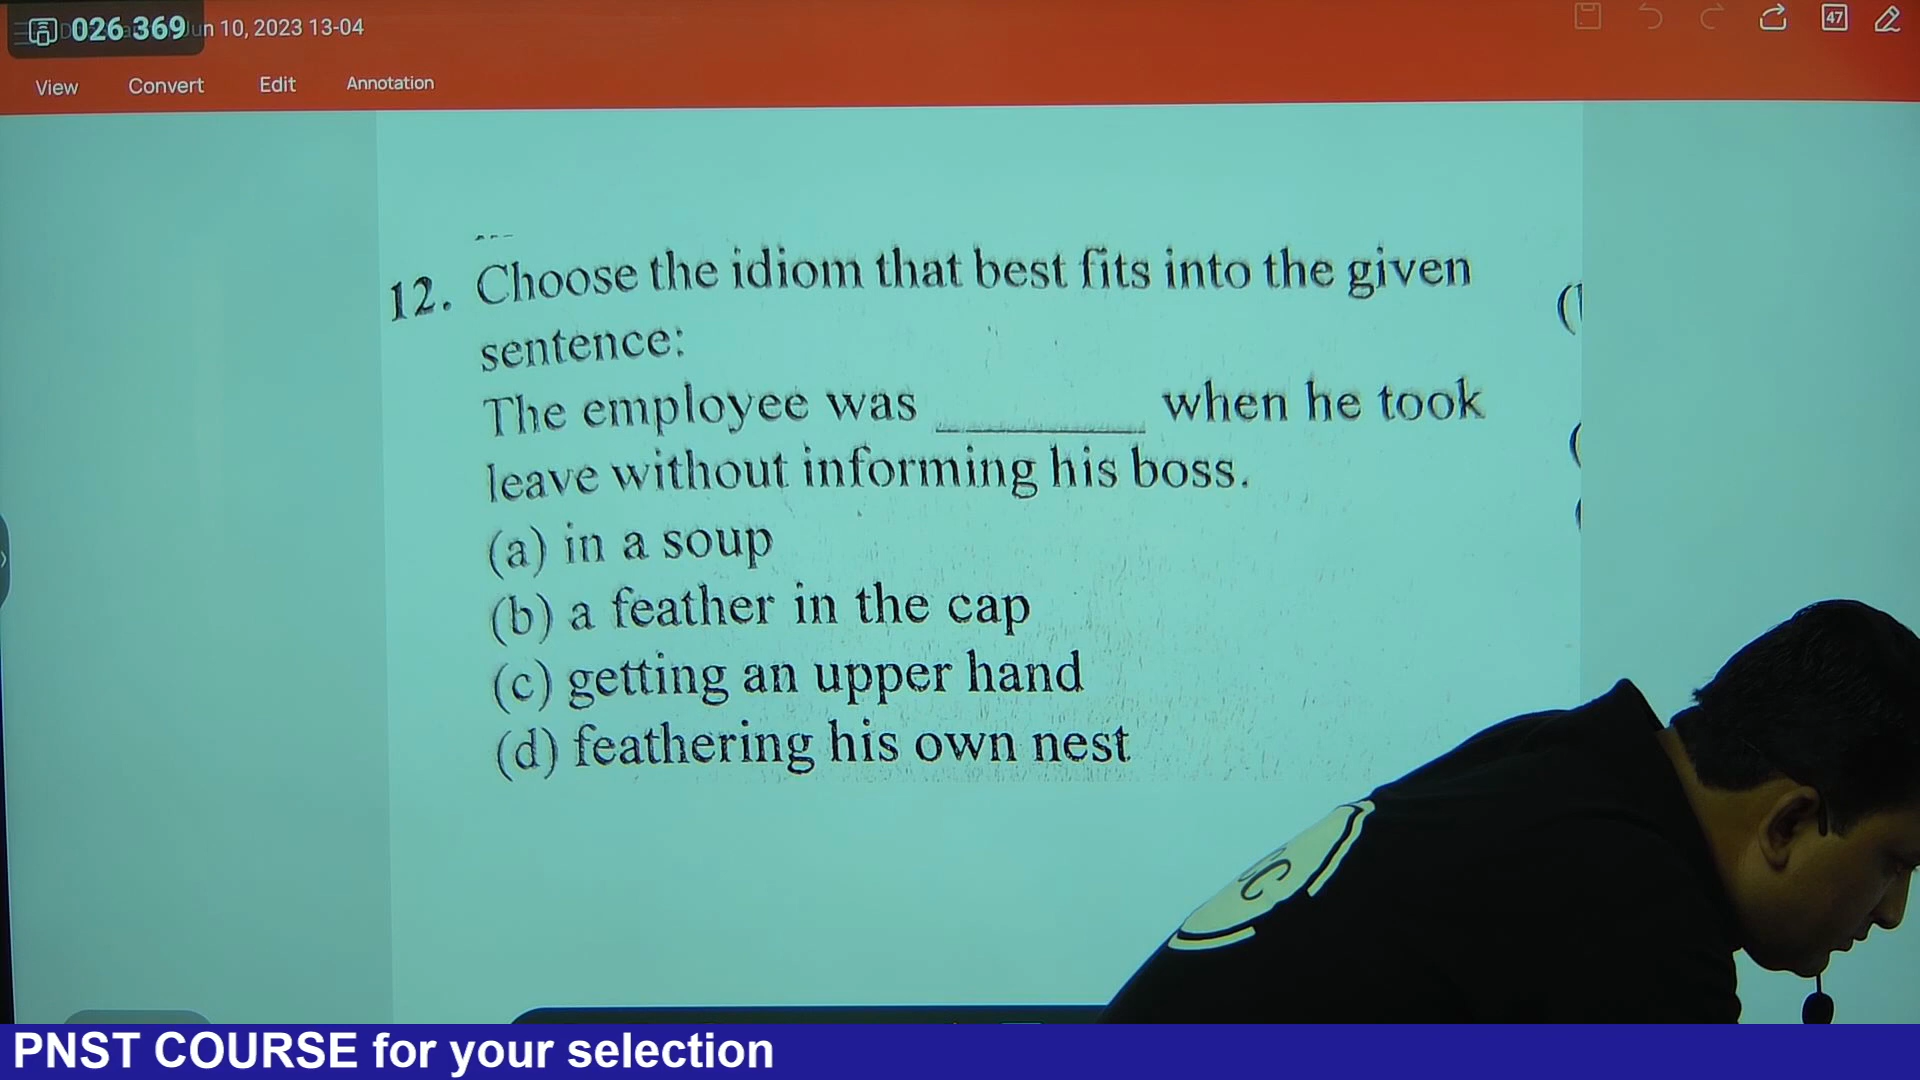 026 369 un 10, 2023 13-04
47
View Convert Edit Annotation
12. Choose the idiom that best fits into the given
sentence:
The employee was ________ when he took
leave without informing his boss.
(a) in a soup
(b) a feather in the cap
(c) getting an upper hand
(d) feathering his own nest
PNST COURSE for your selection